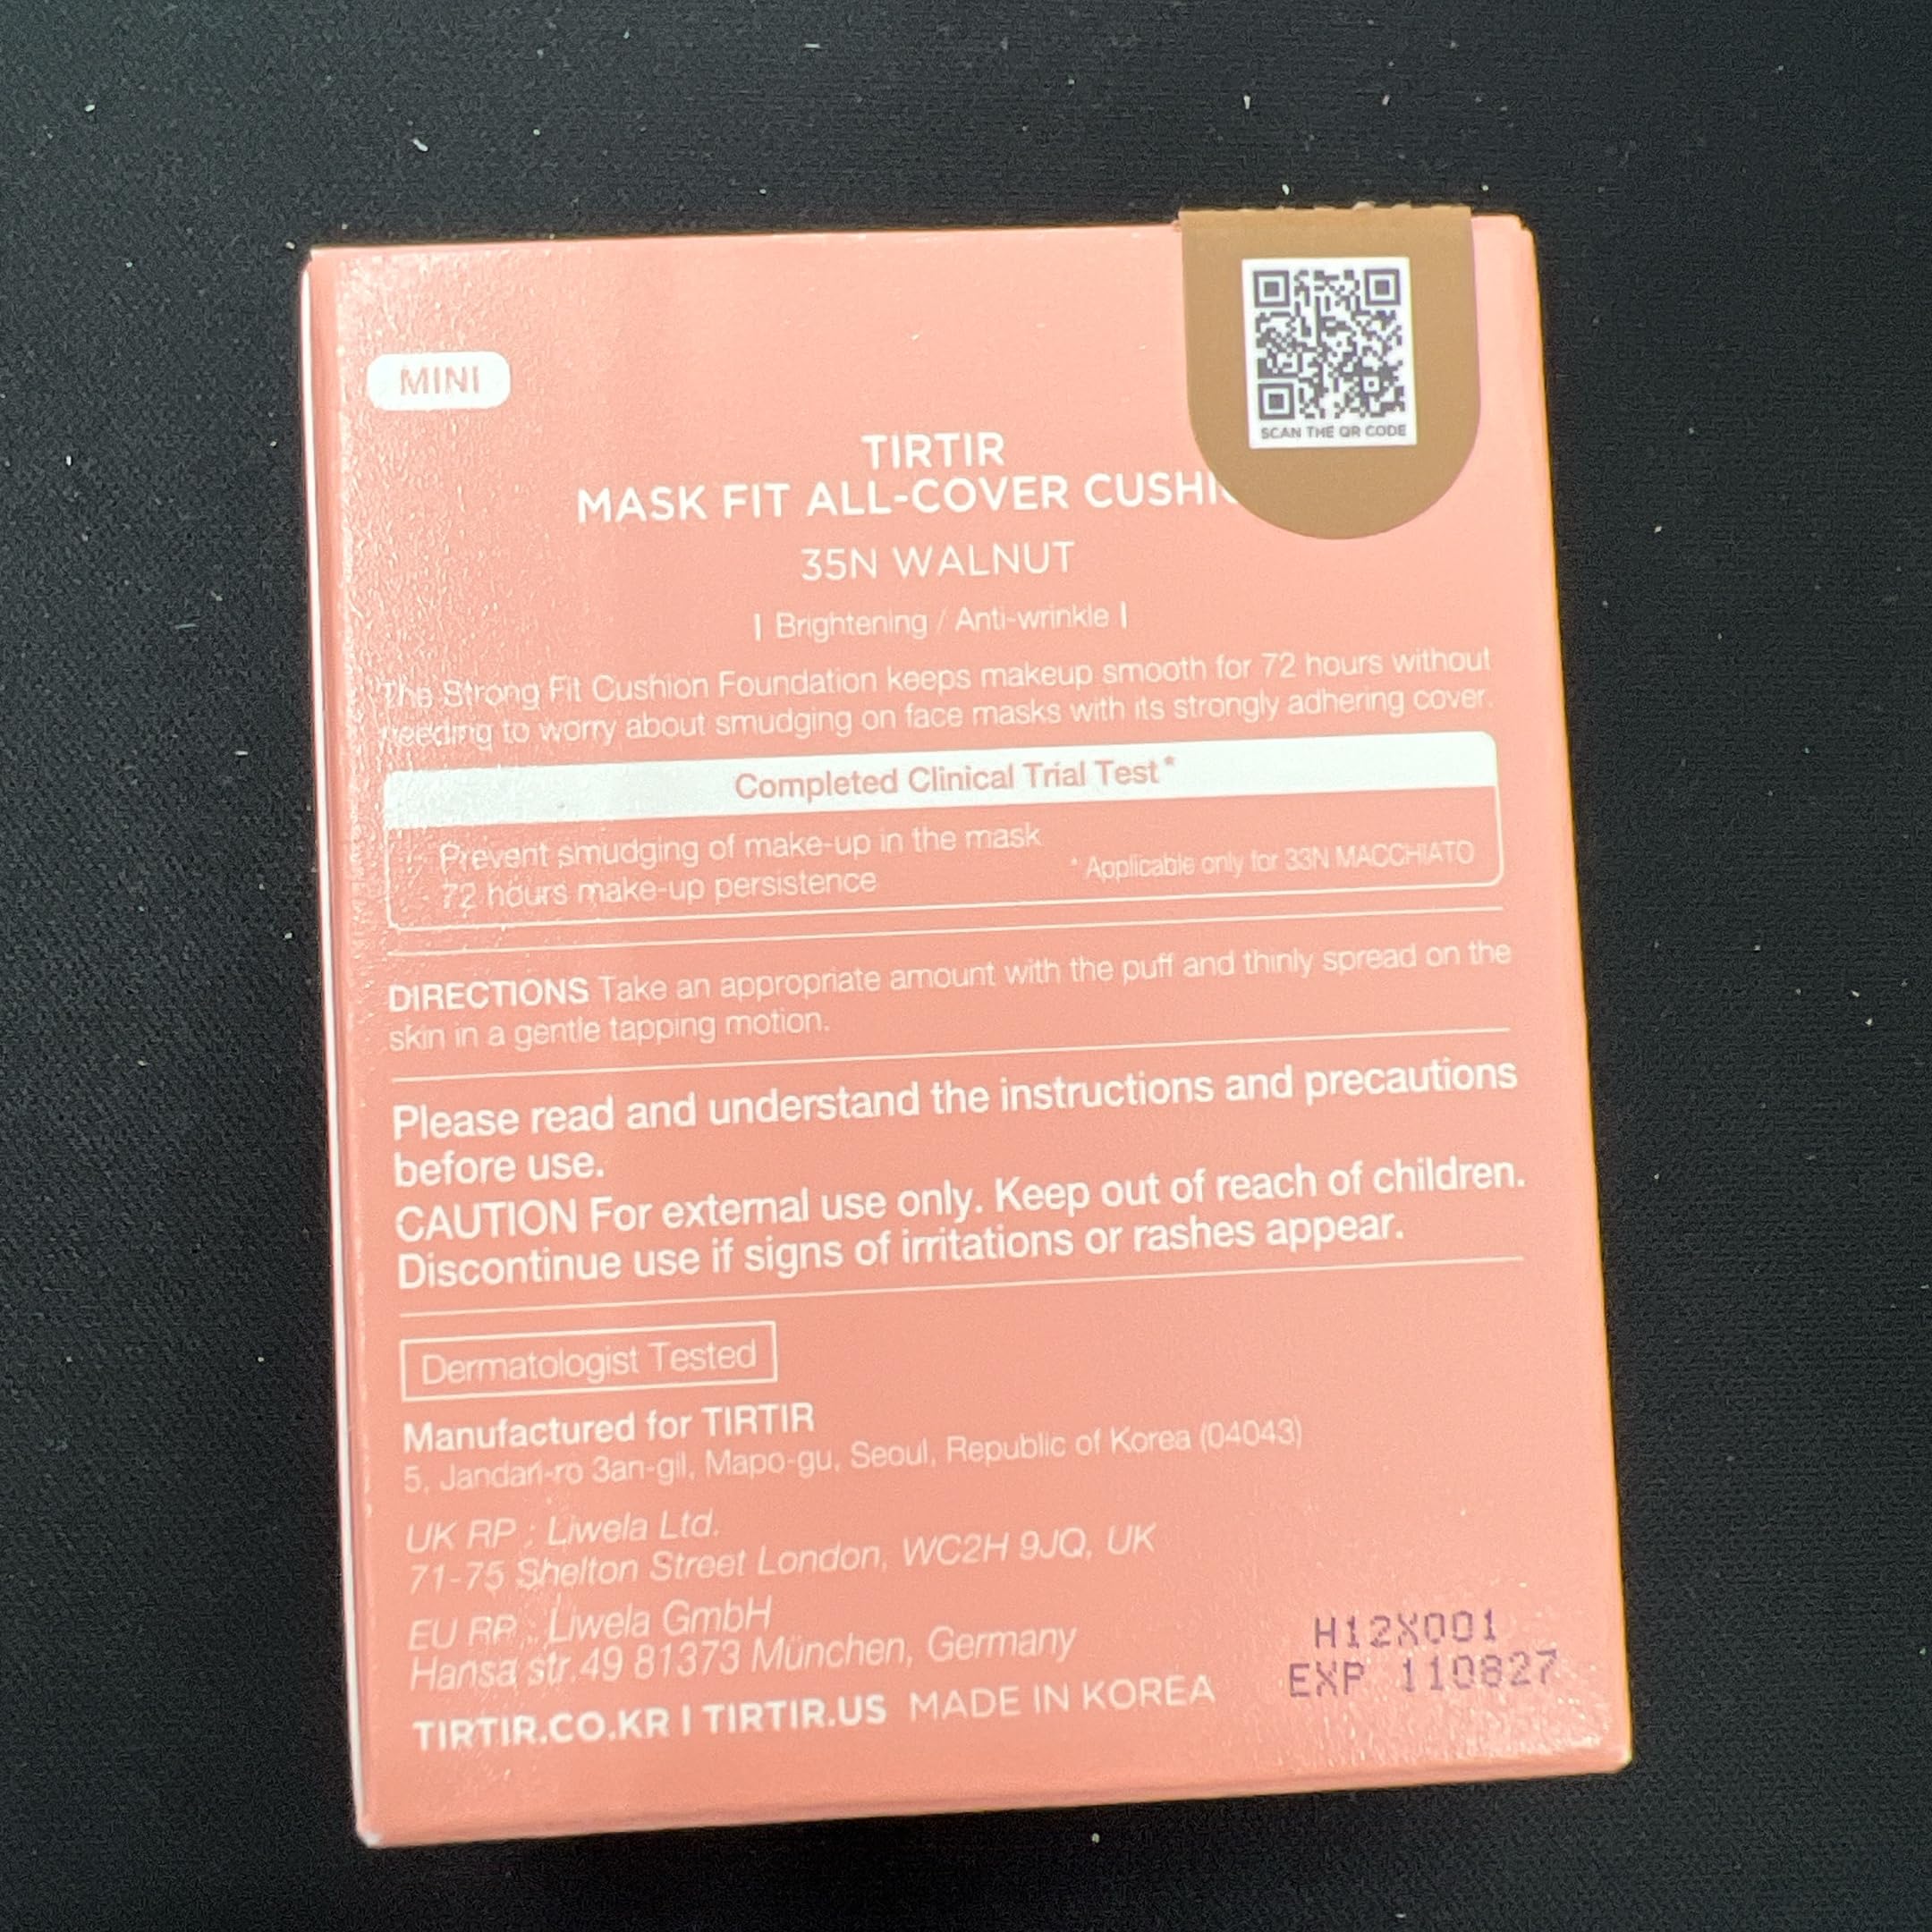 MINI
SCAN THE QR CODE
TIRTIR
MASK FIT ALL-COVER CUSHI
35N WALNUT
| Brightening / Anti-wrinkle |
The Strong Fit Cushion Foundation keeps makeup smooth for 72 hours without
needing to worry about smudging on face masks with its strongly adhering cover.
Completed Clinical Trial Test*
Prevent smudging of make-up in the mask
72 hours make-up persistence
* Applicable only for 33N MACCHIATO
DIRECTIONS Take an appropriate amount with the puff and thinly spread on the
skin in a gentle tapping motion.
Please read and understand the instructions and precautions
before use.
CAUTION For external use only. Keep out of reach of children.
Discontinue use if signs of irritations or rashes appear.
Dermatologist Tested
Manufactured for TIRTIR
5, Jandari-ro 3an-gil, Mapo-gu, Seoul, Republic of Korea (04043)
UK RP : Liwela Ltd.
71-75 Shelton Street London, WC2H 9JQ, UK
EU RP : Liwela GmbH
Hansa str.49 81373 München, Germany
TIRTIR.CO.KR I TIRTIR.US MADE IN KOREA
H12X001
EXP 110827